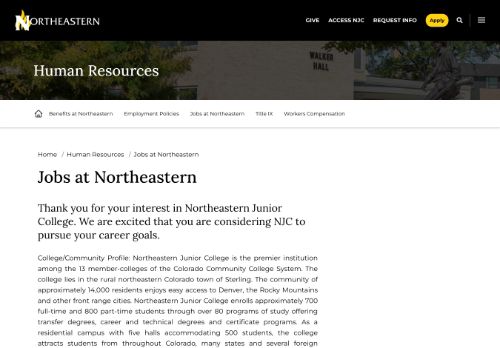 NORTHEASTERN
GIVE ACCESS NJC REQUEST INFO Apply
WALKER
HALL
Human Resources
Benefits at Northeastern Employment Policies Jobs at Northeastern Title IX Workers Compensation
Home / Human Resources / Jobs at Northeastern
Jobs at Northeastern
Thank you for your interest in Northeastern Junior
College. We are excited that you are considering NJC to
pursue your career goals.
College/Community Profile: Northeastern Junior College is the premier institution
among the 13 member-colleges of the Colorado Community College System. The
college lies in the rural northeastern Colorado town of Sterling. The community of
approximately 14,000 residents enjoys easy access to Denver, the Rocky Mountains
and other front range cities. Northeastern Junior College enrolls approximately 700
full-time and 800 part-time students through over 80 programs of study offering
transfer degrees, career and technical degrees and certificate programs. As a
residential campus with five halls accommodating 500 students, the college
attracts students from throughout Colorado, many states and several foreign